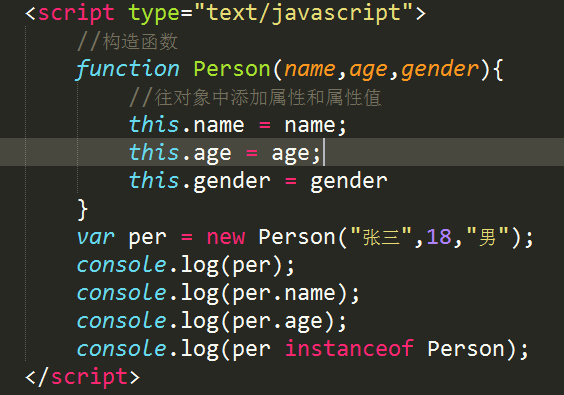 <script type="text/javascript">
//构造函数
function Person(name,age,gender){
//往对象中添加属性和属性值
this.name = name;
this.age = age;
this.gender = gender
}
var per = new Person("张三",18,"男");
console.log(per);
console.log(per.name);
console.log(per.age);
console.log(per instanceof Person);
</script>